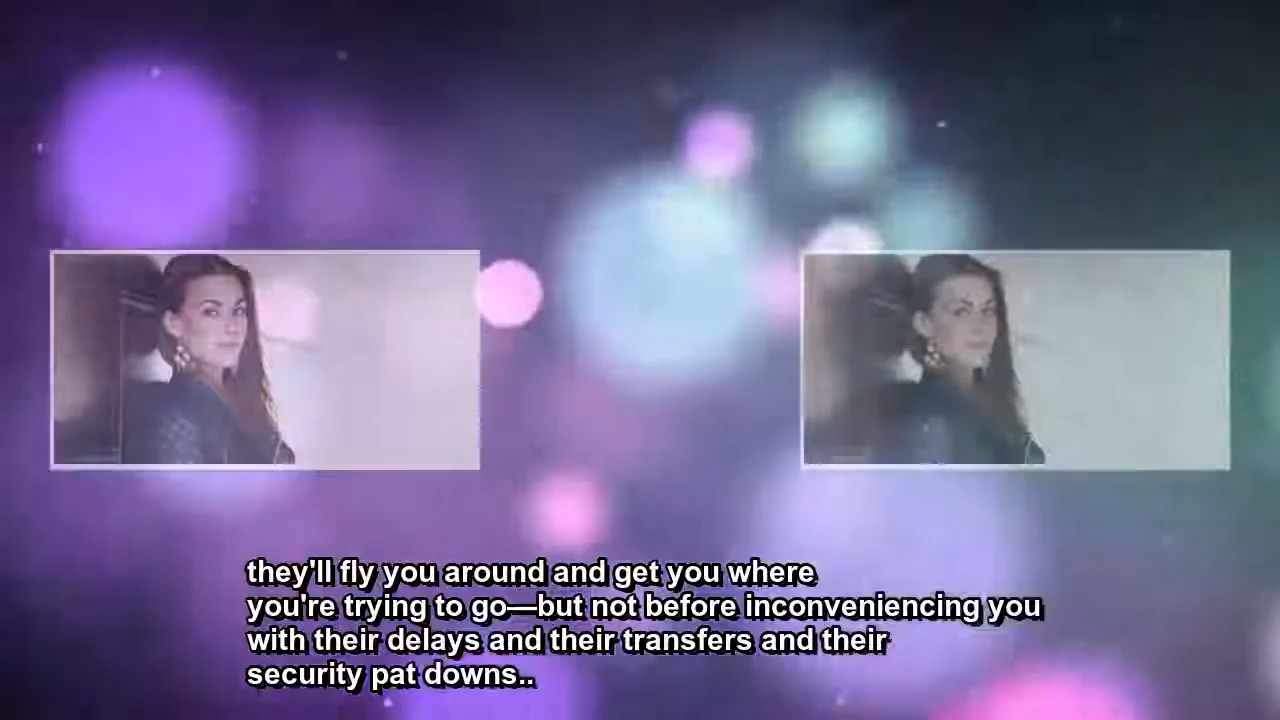 they'll fly you around and get you where
you're trying to go—but not before inconveniencing you
with their delays and their transfers and their
security pat downs..